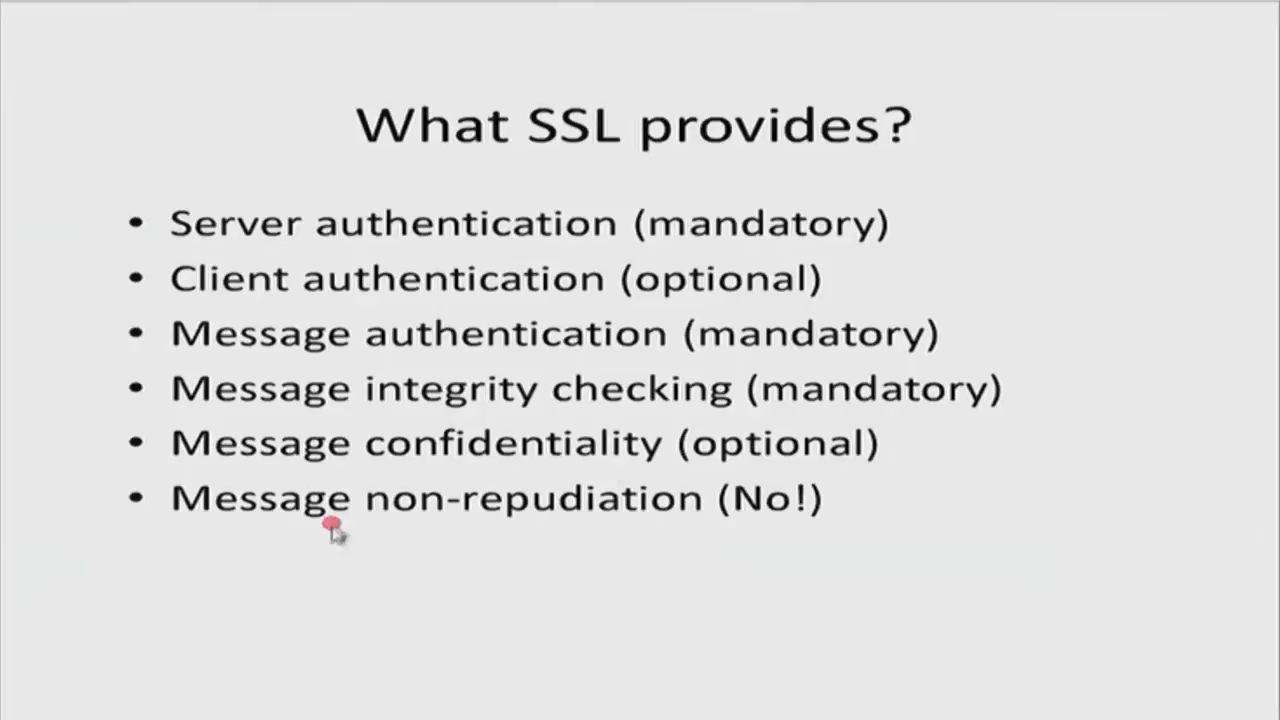 What SSL provides?
• Server authentication (mandatory)
• Client authentication (optional)
• Message authentication (mandatory)
• Message integrity checking (mandatory)
• Message confidentiality (optional)
• Message non-repudiation (No!)